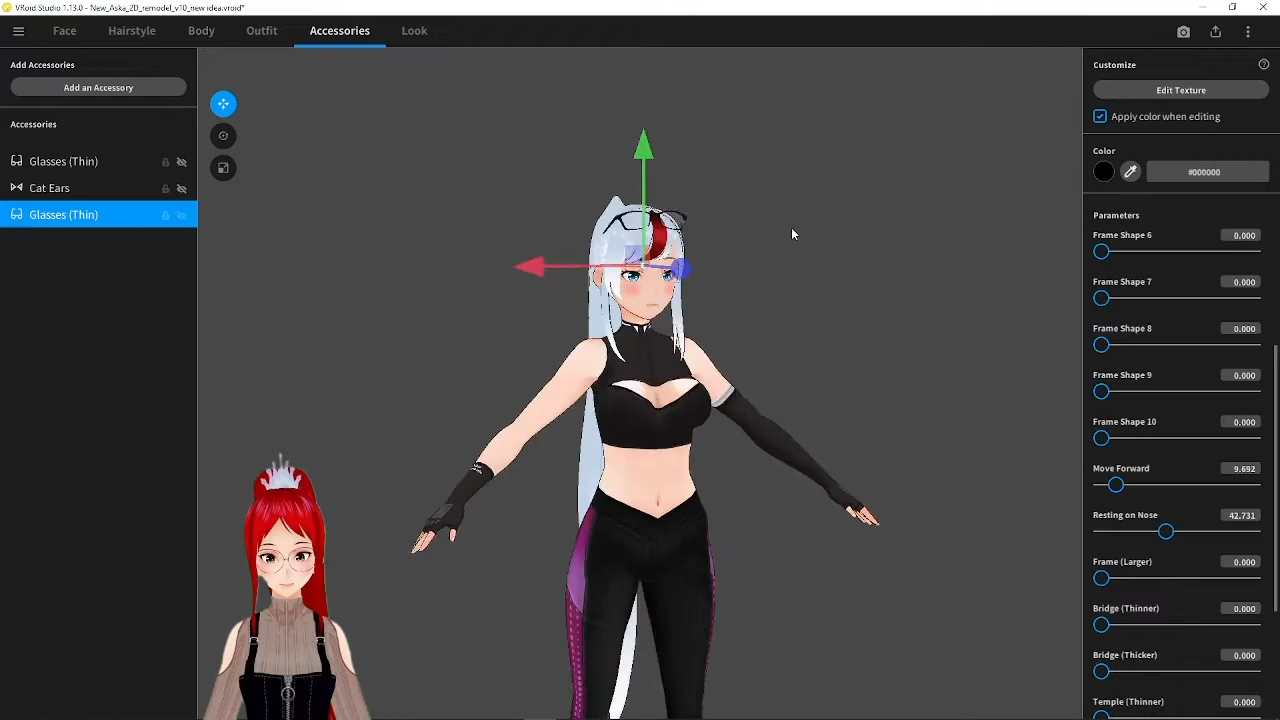 VRoid Studio 1.13.0 - New_Aska_2D_remodel_v10_new idea.vroid*
Face
Hairstyle
Body
Outfit
Accessories
Look
Add Accessories
Add an Accessory
Accessories
Glasses (Thin)
Cat Ears
Glasses (Thin)
Customize
Edit Texture
Apply color when editing
Color
#000000
Parameters
Frame Shape 6 0.000
Frame Shape 7 0.000
Frame Shape 8 0.000
Frame Shape 9 0.000
Frame Shape 10 0.000
Move Forward 9.692
Resting on Nose 42.731
Frame (Larger) 0.000
Bridge (Thinner) 0.000
Bridge (Thicker) 0.000
Temple (Thinner) 0.000